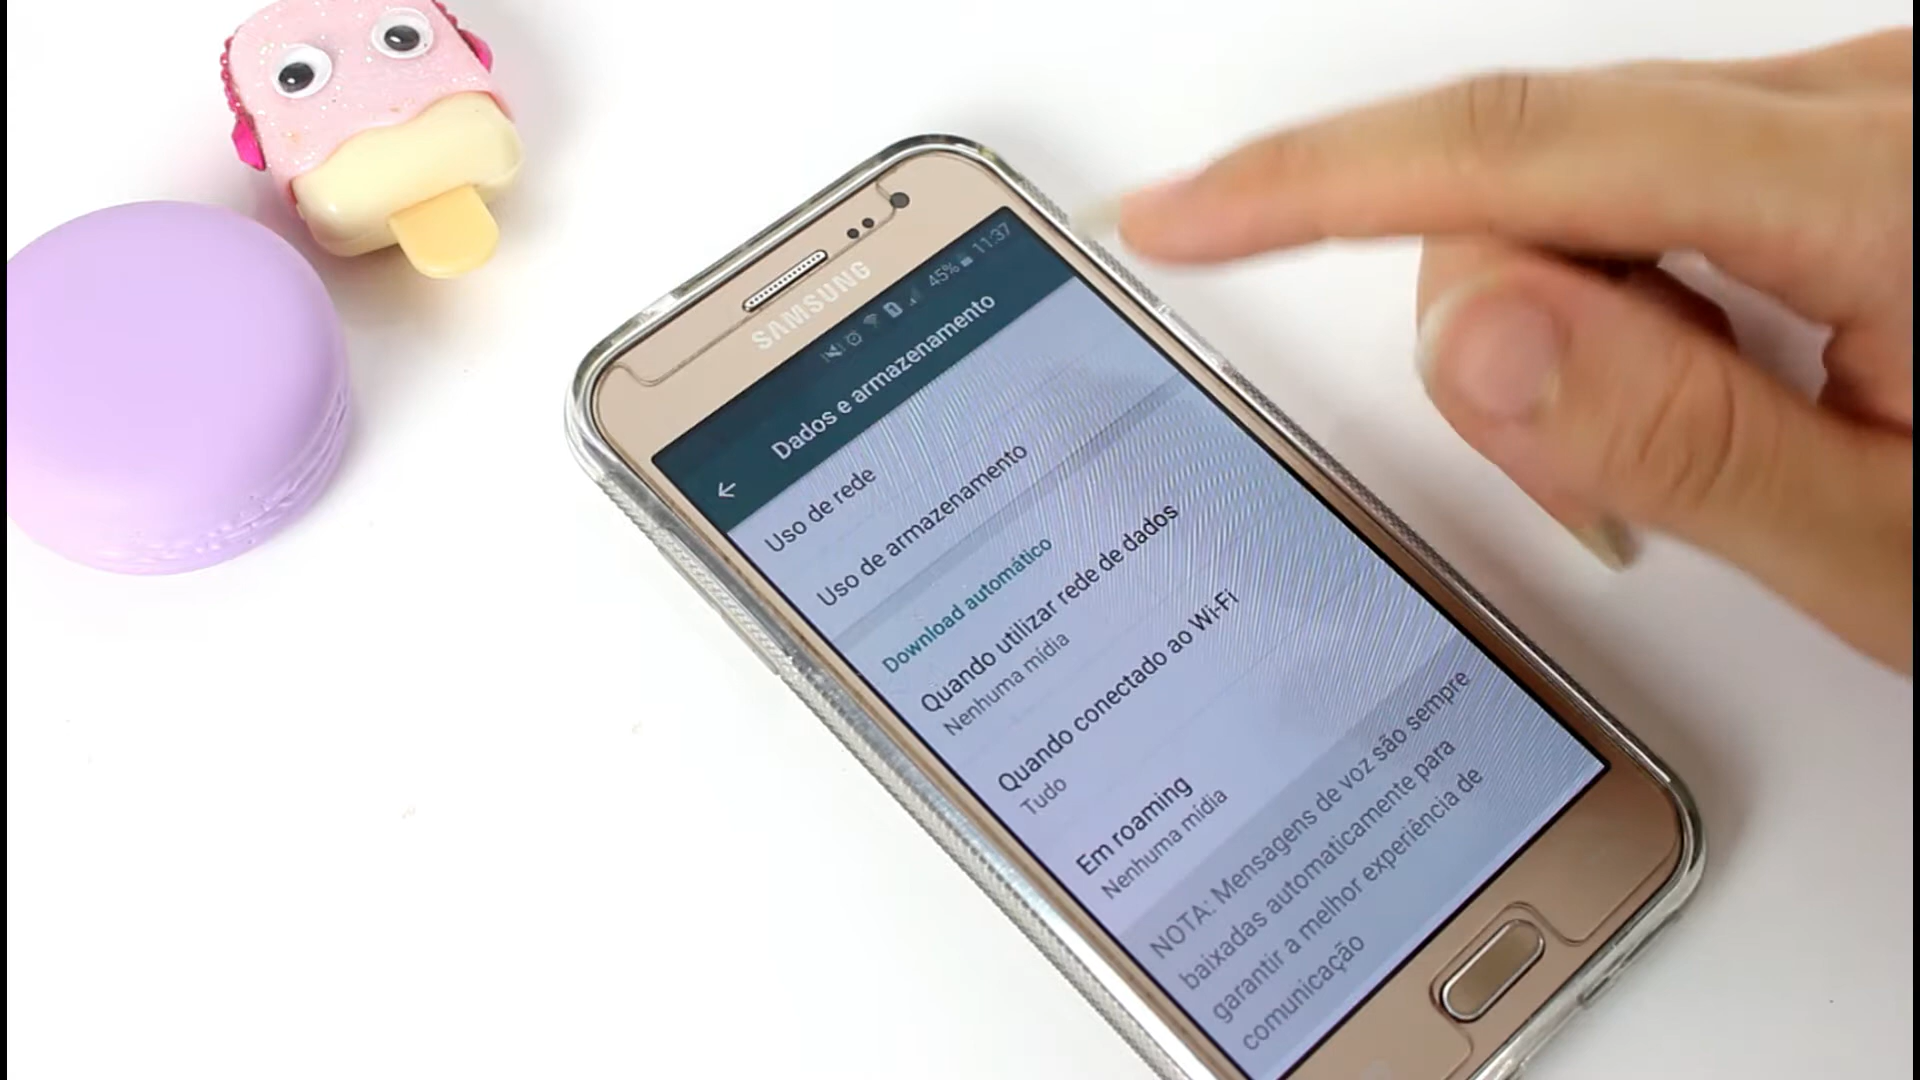 SAMSUNG
45% 11:37
Dados e armazenamento
Uso de rede
Uso de armazenamento
Download automático
Quando utilizar rede de dados
Nenhuma mídia
Quando conectado ao Wi-Fi
Tudo
Em roaming
Nenhuma mídia
NOTA: Mensagens de voz são sempre
baixadas automaticamente para
garantir a melhor experiência de
comunicação